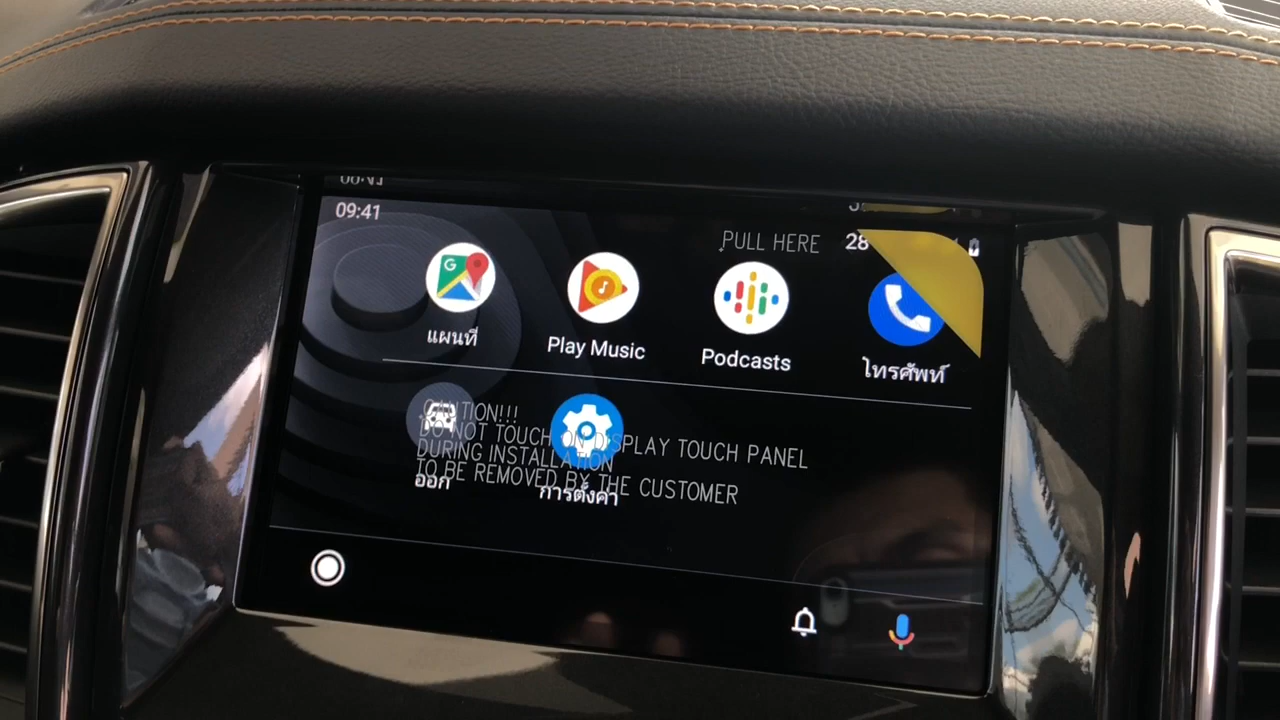 09:41
PULL HERE
28
G
แผนที่
Play Music
Podcasts
โทรศัพท์
CAUTION!!!
DO NOT TOUCH ON DISPLAY TOUCH PANEL
DURING INSTALLATION
TO BE REMOVED BY THE CUSTOMER
ออก
การตั้งค่า